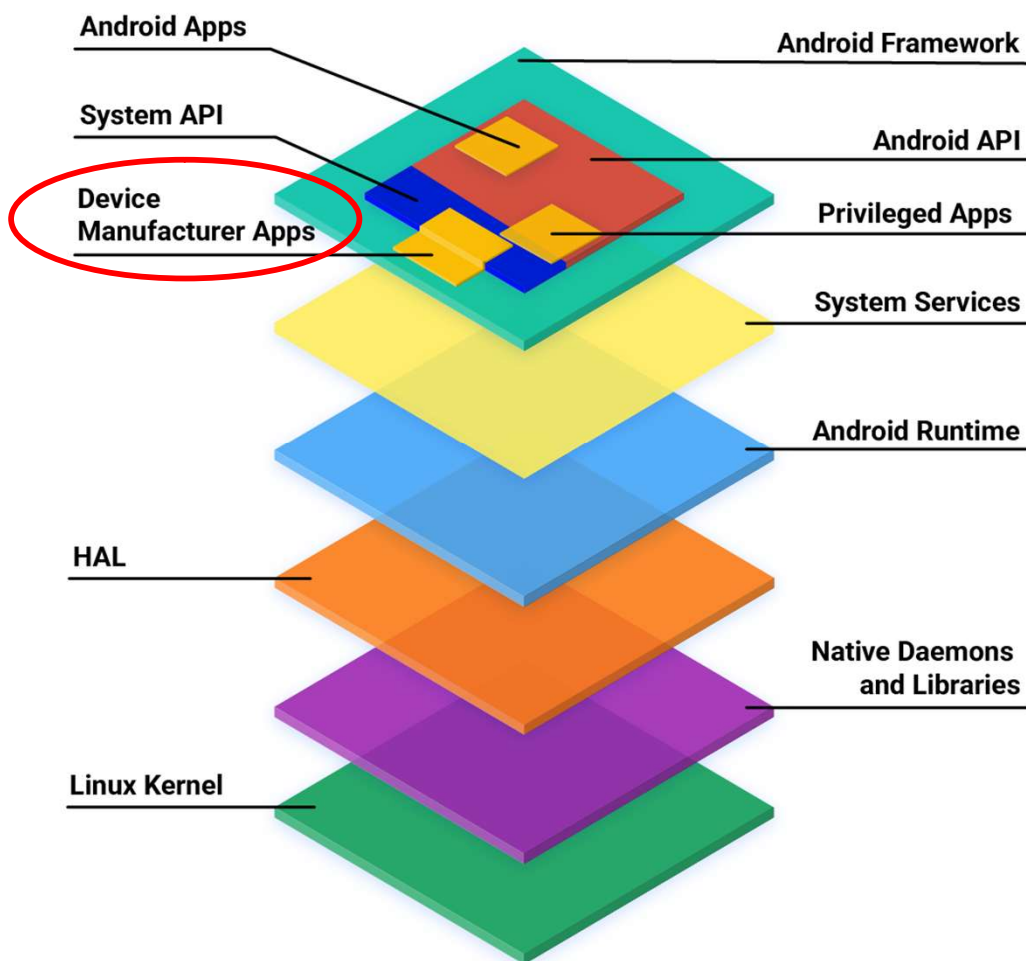 Android Apps
Android Framework
System API
Android API
Device
Manufacturer Apps
Privileged Apps
System Services
Android Runtime
HAL
Native Daemons
and Libraries
Linux Kernel